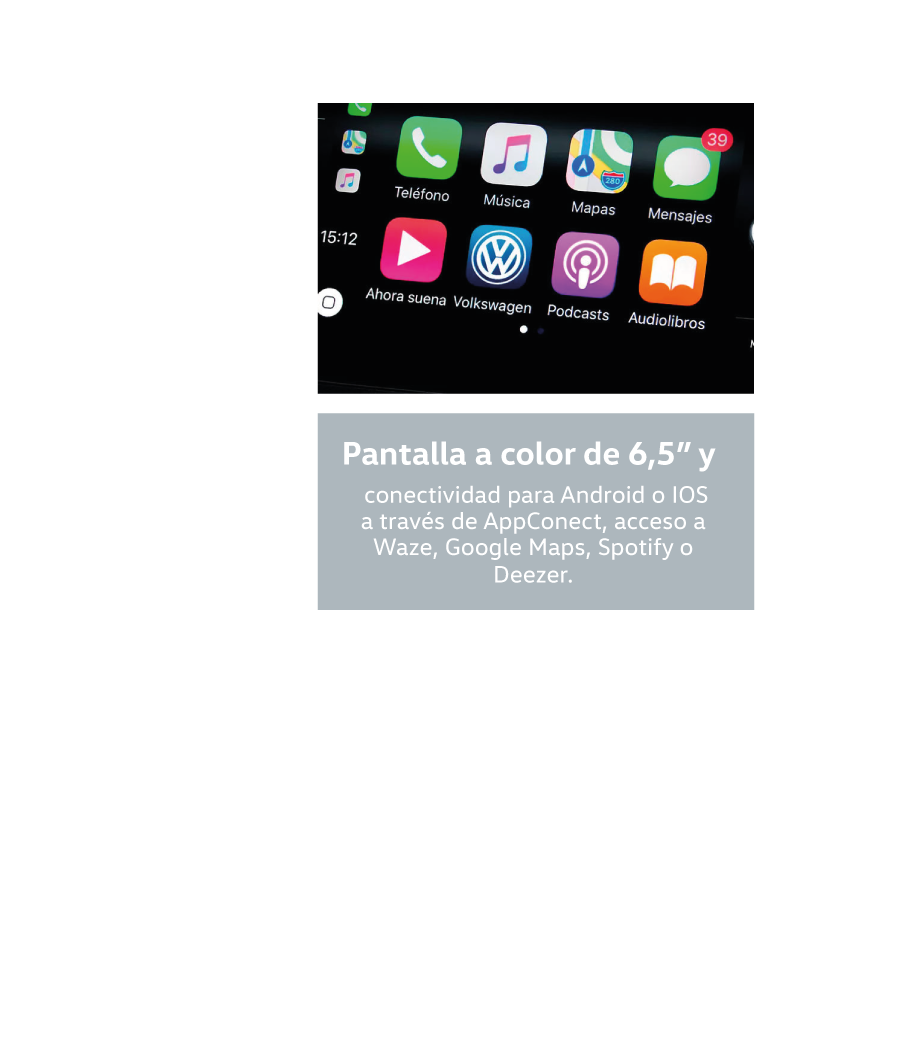 39
280
Teléfono
Música
Mapas
Mensajes
15:12
Ahora suena
Volkswagen
Podcasts
Audiolibros
Pantalla a color de 6,5” y
conectividad para Android o IOS
a través de AppConect, acceso a
Waze, Google Maps, Spotify o
Deezer.